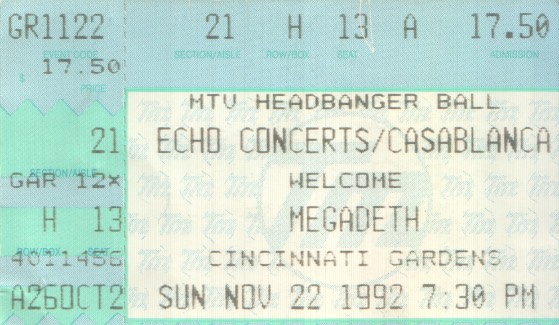 GR1122 21 H 13 A 17.50
EVENT CODE SECTION/AISLE ROW/BOX SEAT ADMISSION
$ 17.50
PRICE
MTV HEADBANGER BALL
21 ECHO CONCERTS/CASABLANCA
SECTION/AISLE
GAR 12X WELCOME
H 13 MEGADETH
ROW/BOX SEAT
4011456 CINCINNATI GARDENS
A26OCT2 SUN NOV 22 1992 7:30 PM